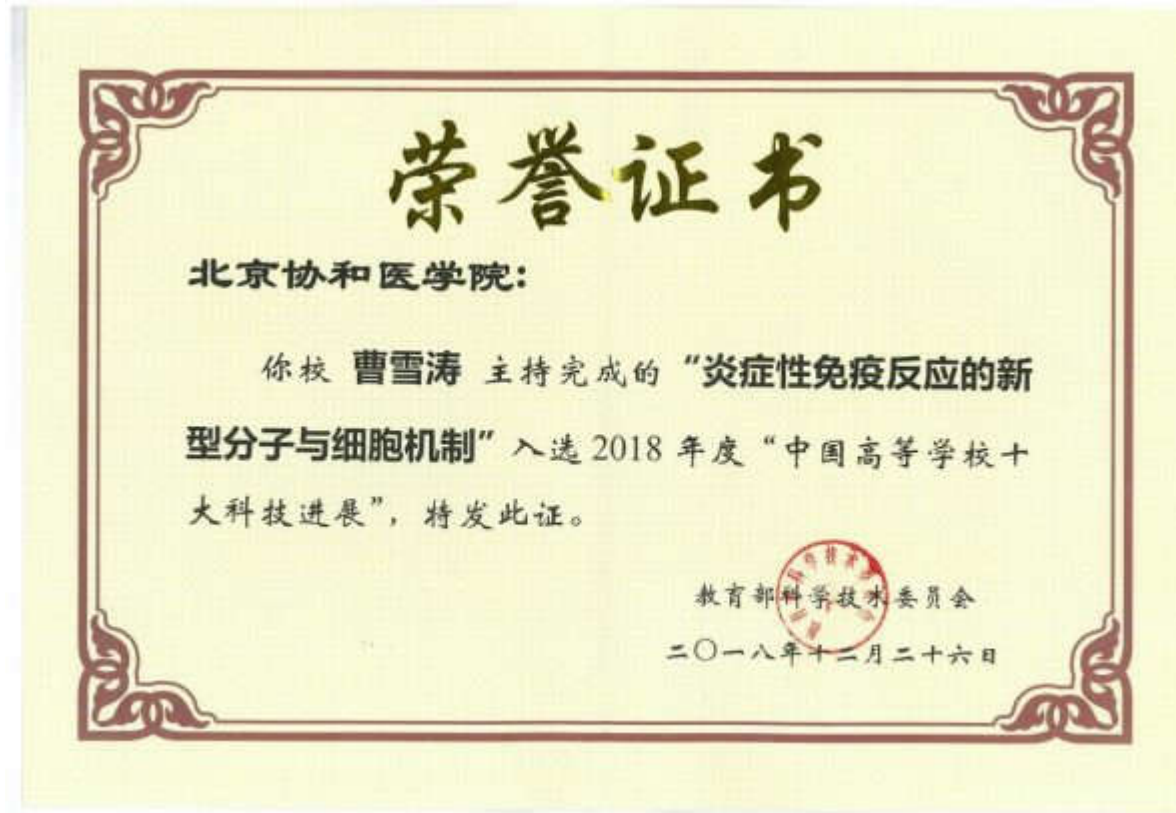 荣誉证书
北京协和医学院：
你校 曹雪涛 主持完成的 “炎症性免疫反应的新
型分子与细胞机制” 入选 2018 年度 “中国高等学校十
大科技进展”，特发此证。
教育部科学技术委员会
二〇一八年十二月二十六日